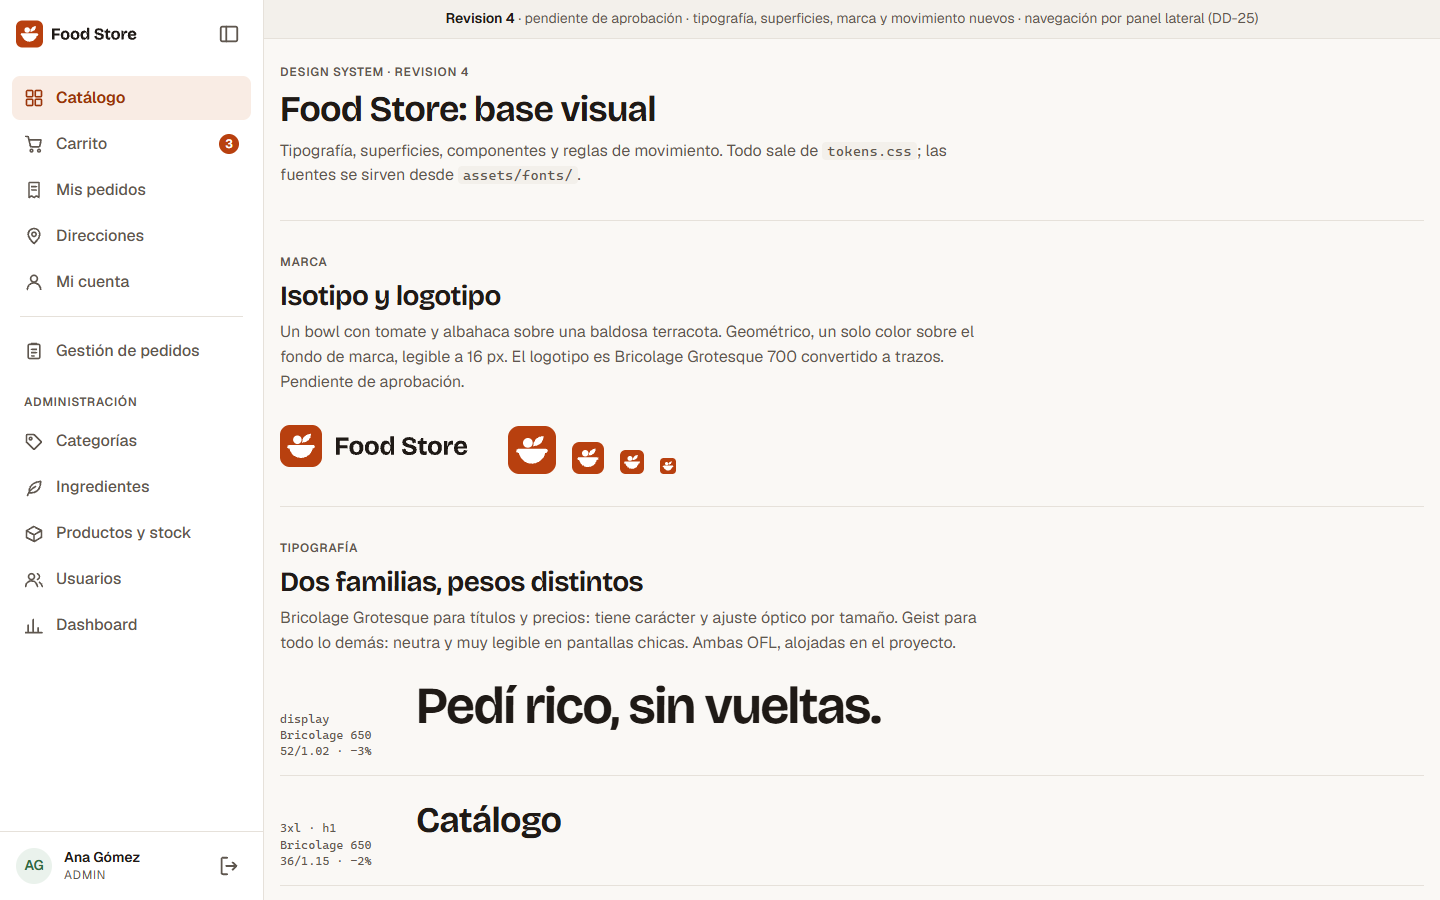 Food Store
Catálogo
Carrito
3
Mis pedidos
Direcciones
Mi cuenta
Gestión de pedidos
ADMINISTRACIÓN
Categorías
Ingredientes
Productos y stock
Usuarios
Dashboard
AG
Ana Gómez
ADMIN
Revision 4 · pendiente de aprobación · tipografía, superficies, marca y movimiento nuevos · navegación por panel lateral (DD-25)
DESIGN SYSTEM · REVISION 4
Food Store: base visual
Tipografía, superficies, componentes y reglas de movimiento. Todo sale de tokens.css ; las
fuentes se sirven desde assets/fonts/ .
MARCA
Isotipo y logotipo
Un bowl con tomate y albahaca sobre una baldosa terracota. Geométrico, un solo color sobre el
fondo de marca, legible a 16 px. El logotipo es Bricolage Grotesque 700 convertido a trazos.
Pendiente de aprobación.
Food Store
TIPOGRAFÍA
Dos familias, pesos distintos
Bricolage Grotesque para títulos y precios: tiene carácter y ajuste óptico por tamaño. Geist para
todo lo demás: neutra y muy legible en pantallas chicas. Ambas OFL, alojadas en el proyecto.
display
Bricolage 650
52/1.02 · −3%
Pedí rico, sin vueltas.
3xl · h1
Bricolage 650
36/1.15 · −2%
Catálogo